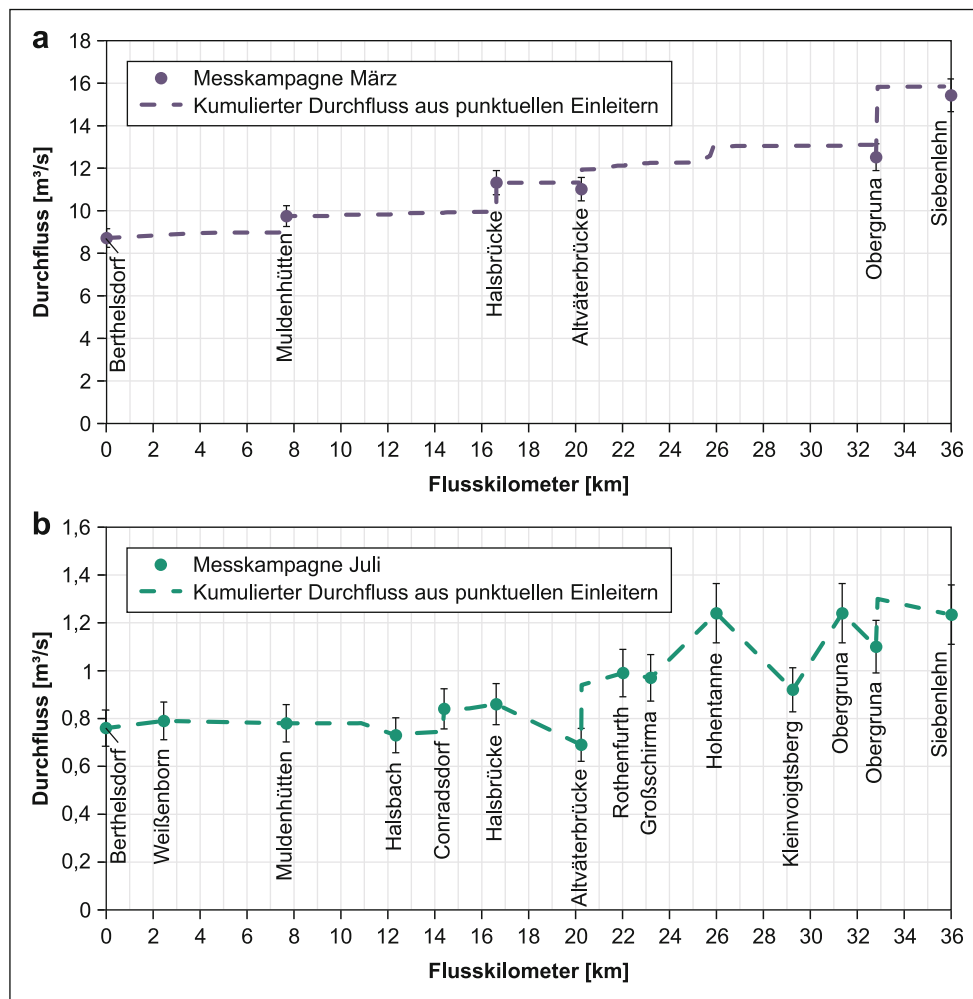 a
18
16
14
12
10
8
6
4
2
0
Durchfluss [m³/s]
Messkampagne März
Kumulierter Durchfluss aus punktuellen Einleitern
Berthelsdorf
Muldenhütten
Halsbrücke
Altväterbrücke
Obergruna
Siebenlehn
0 2 4 6 8 10 12 14 16 18 20 22 24 26 28 30 32 34 36
Flusskilometer [km]
b
1,6
1,4
1,2
1
0,8
0,6
0,4
0,2
0
Durchfluss [m³/s]
Messkampagne Juli
Kumulierter Durchfluss aus punktuellen Einleitern
Berthelsdorf
Weißenborn
Muldenhütten
Halsbach
Conradsdorf
Halsbrücke
Altväterbrücke
Rothenfurth
Großschirma
Hohentanne
Kleinvoigtsberg
Obergruna
Obergruna
Siebenlehn
0 2 4 6 8 10 12 14 16 18 20 22 24 26 28 30 32 34 36
Flusskilometer [km]